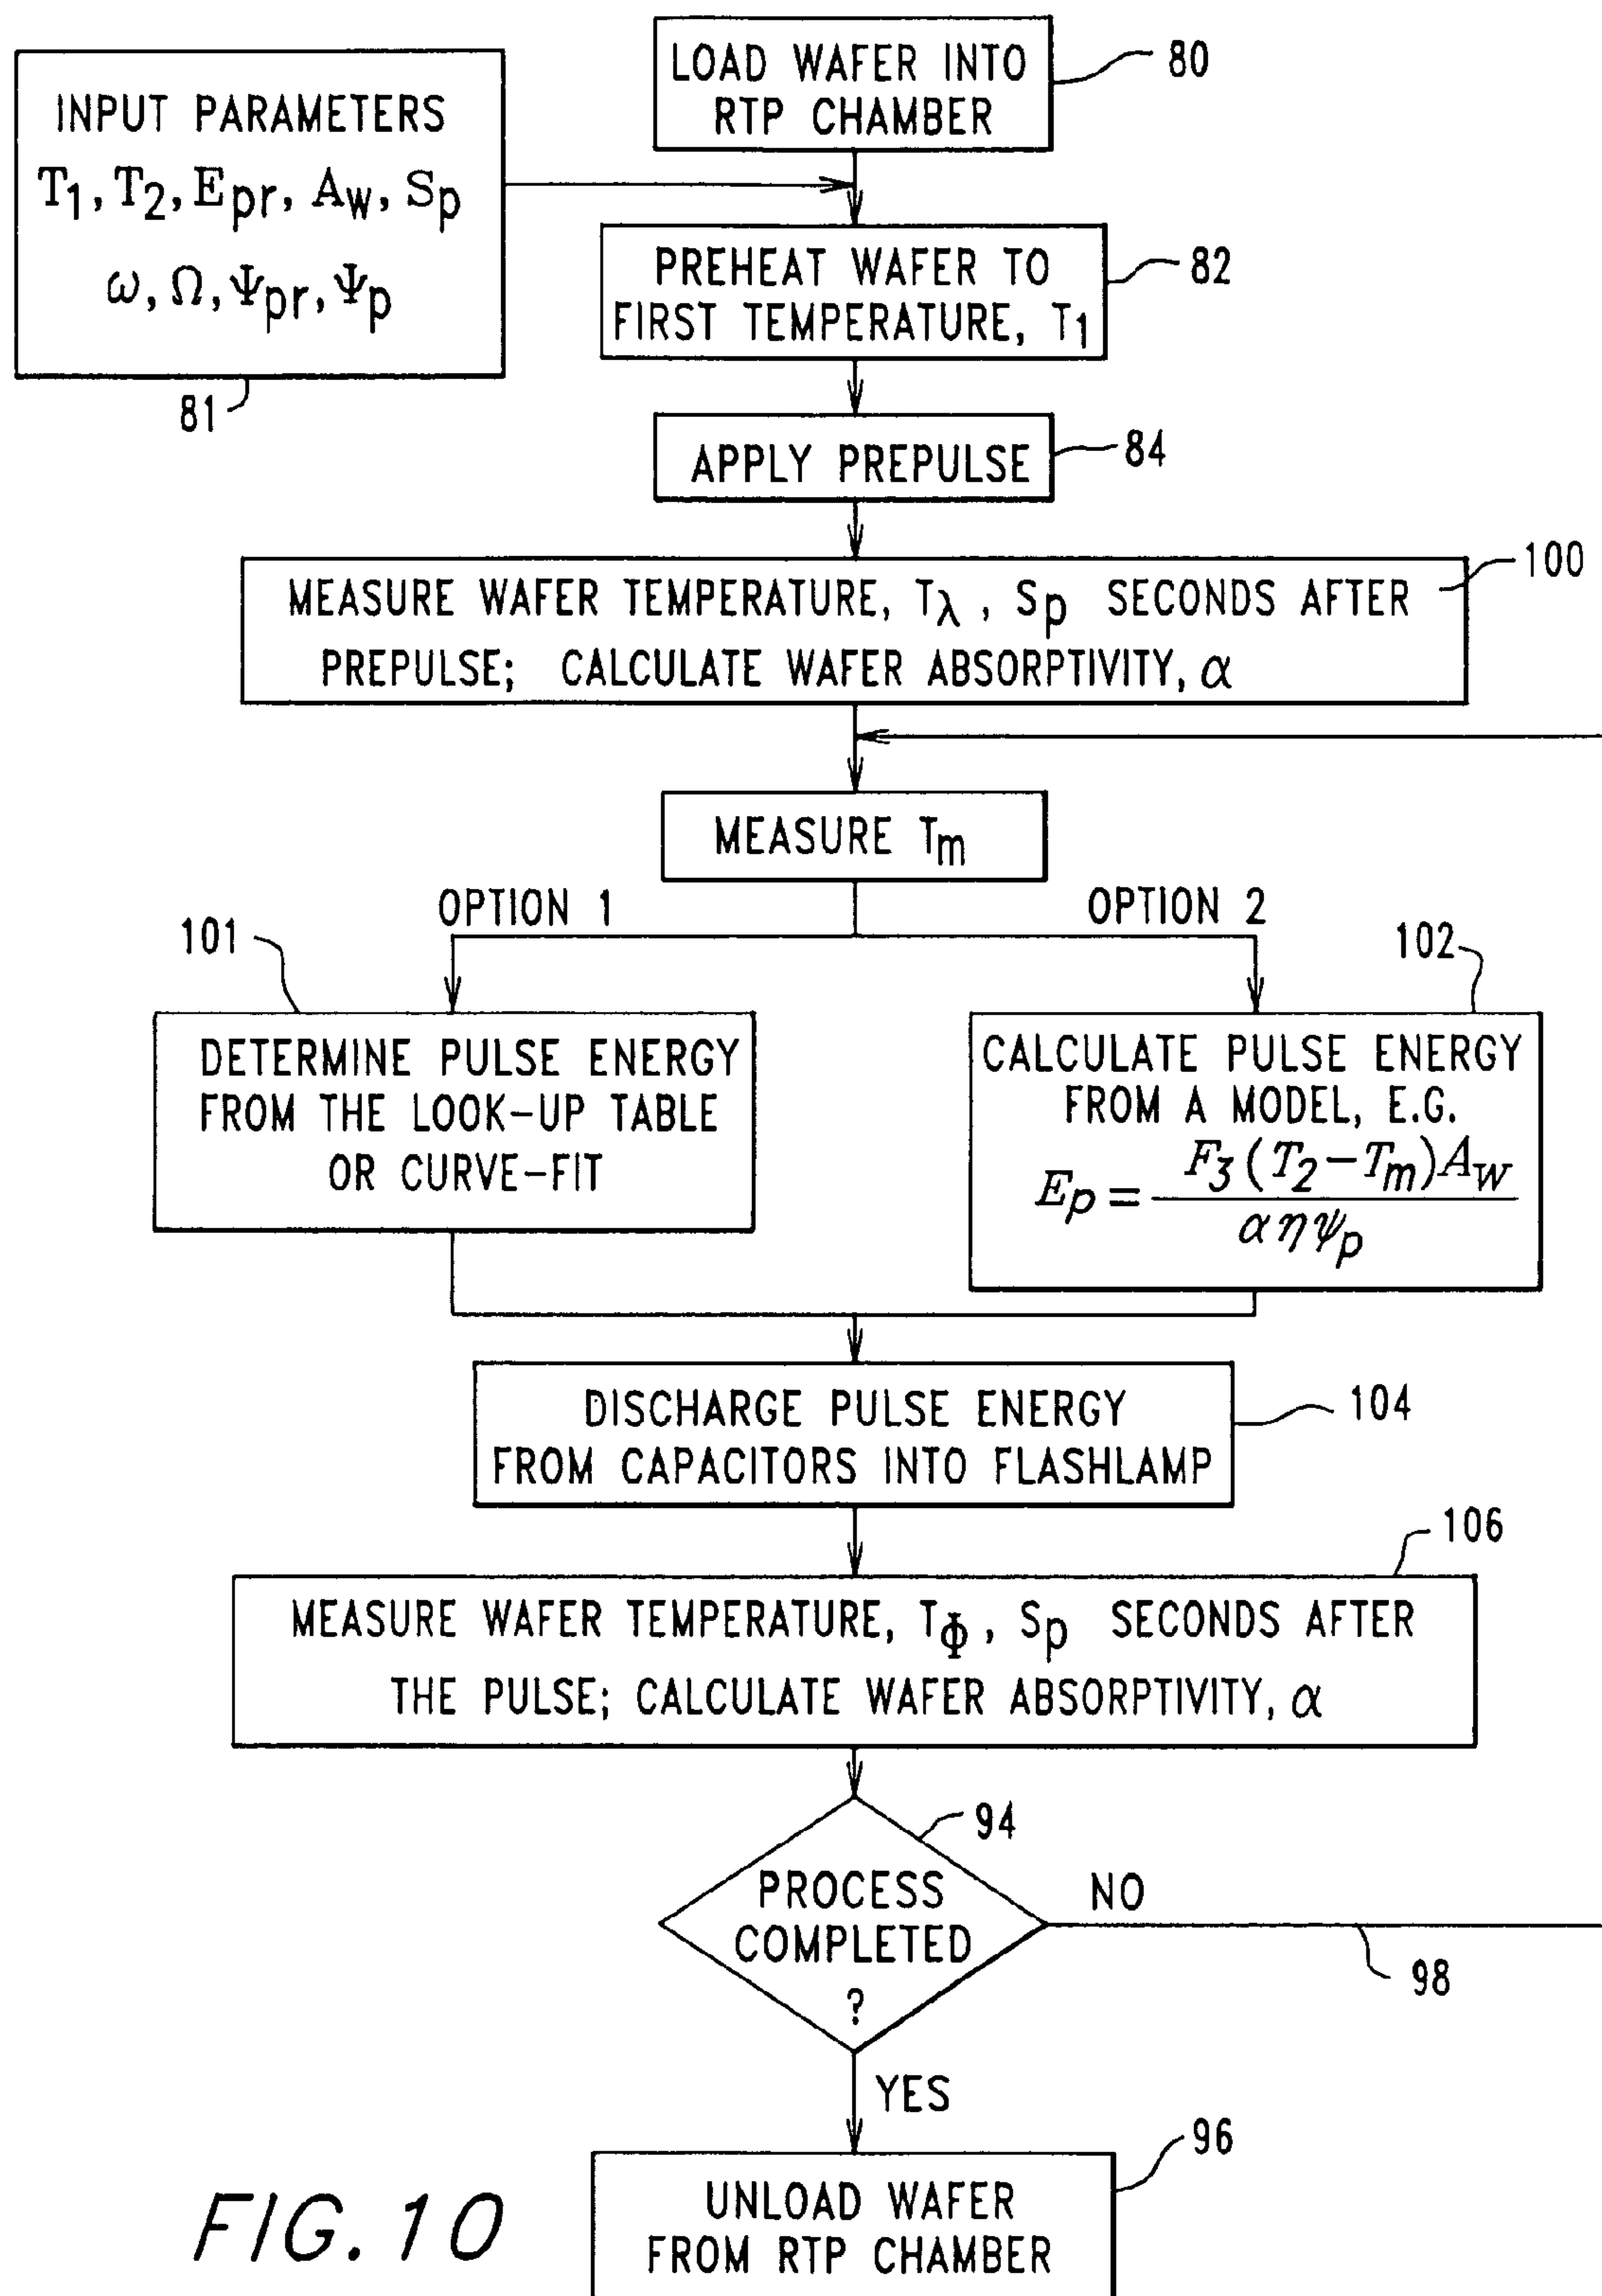 LOAD WAFER INTO
RTP CHAMBER
80
INPUT PARAMETERS
T1, T2, Epr, Aw, Sp
ω, Ω, Ψpr, Ψp
81
PREHEAT WAFER TO
FIRST TEMPERATURE, T1
82
APPLY PREPULSE
84
MEASURE WAFER TEMPERATURE, Tλ, Sp SECONDS AFTER
PREPULSE; CALCULATE WAFER ABSORPTIVITY, α
100
MEASURE Tm
OPTION 1
OPTION 2
101
DETERMINE PULSE ENERGY
FROM THE LOOK-UP TABLE
OR CURVE-FIT
102
CALCULATE PULSE ENERGY
FROM A MODEL, E.G.
Ep = F3 (T2 – Tm) Aw / α η ψp
DISCHARGE PULSE ENERGY
FROM CAPACITORS INTO FLASHLAMP
104
106
MEASURE WAFER TEMPERATURE, TΦ, Sp SECONDS AFTER
THE PULSE; CALCULATE WAFER ABSORPTIVITY, α
94
PROCESS
COMPLETED
?
NO
98
YES
96
UNLOAD WAFER
FROM RTP CHAMBER
FIG. 10